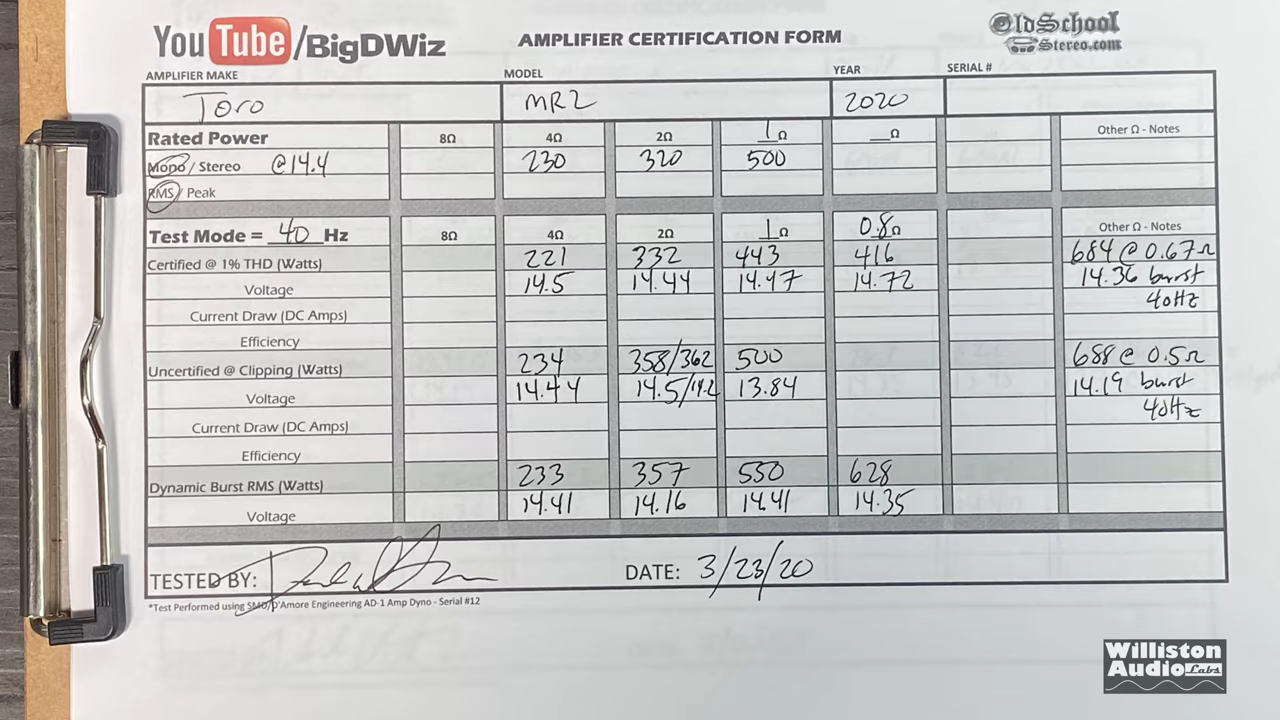 YouTube/BigDWiz AMPLIFIER CERTIFICATION FORM OldSchool Stereo.com
AMPLIFIER MAKE MODEL YEAR SERIAL #
Toro MR2 2020
Rated Power 8Ω 4Ω 2Ω 1Ω __Ω Other Ω - Notes
Mono / Stereo @14.4 230 320 500
RMS / Peak
Test Mode = 40 Hz 8Ω 4Ω 2Ω 1Ω 0.8Ω Other Ω - Notes
Certified @ 1% THD (Watts) 221 332 443 416 684 @ 0.67Ω
Voltage 14.5 14.44 14.47 14.72 14.36 burst
Current Draw (DC Amps) 40Hz
Efficiency
Uncertified @ Clipping (Watts) 234 358/362 500 688 @ 0.5Ω
Voltage 14.44 14.5/14.2 13.84 14.19 burst
Current Draw (DC Amps) 40Hz
Efficiency
Dynamic Burst RMS (Watts) 233 357 550 628
Voltage 14.41 14.16 14.41 14.35
TESTED BY: DATE: 3/23/20
*Test Performed using SMD/D'Amore Engineering AD-1 Amp Dyno - Serial #12
Williston
Audio Labs